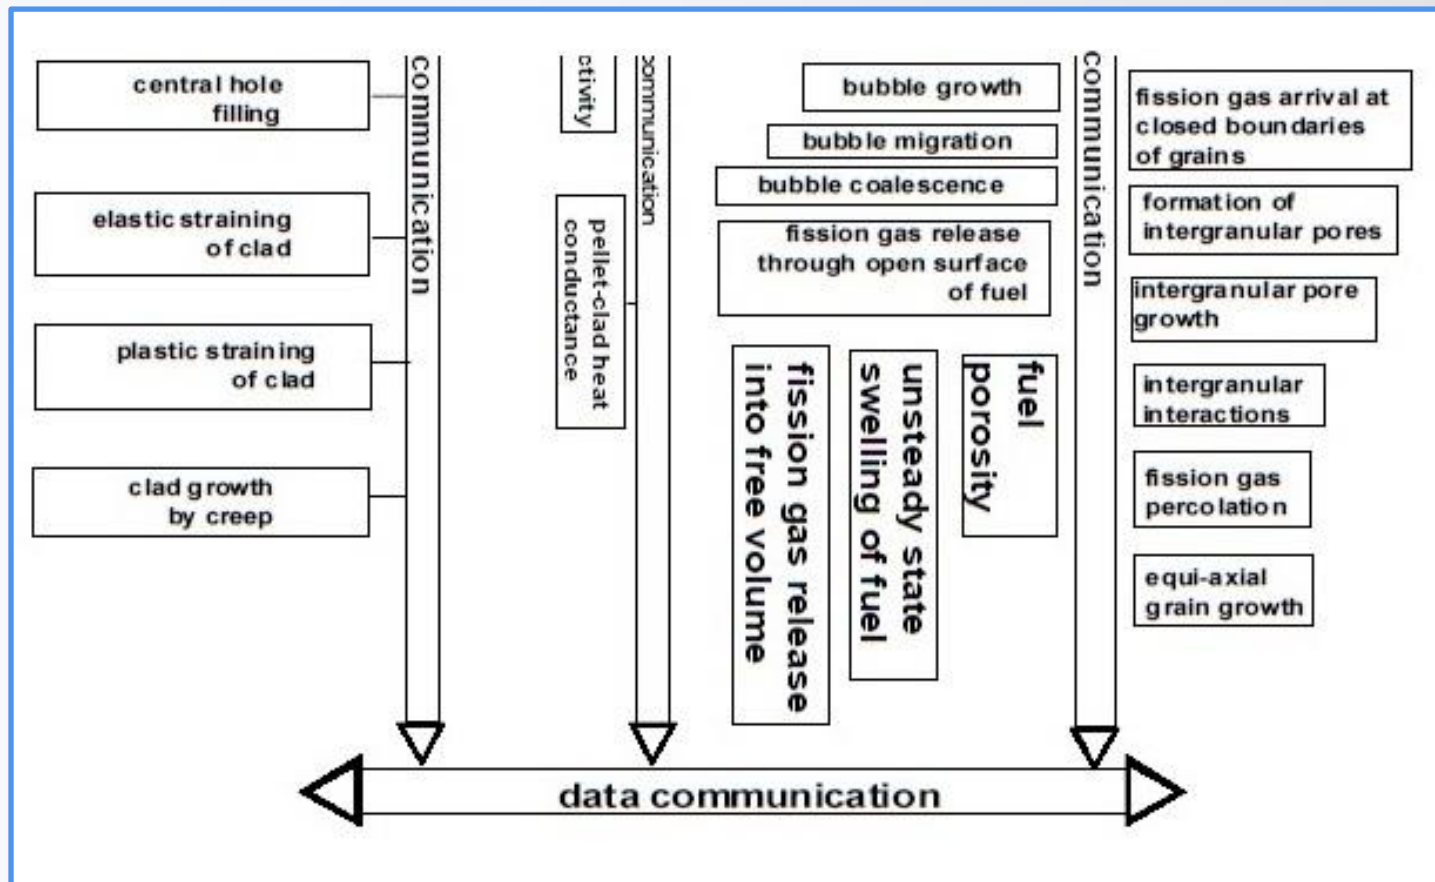 central hole
filling
elastic straining
of clad
plastic straining
of clad
clad growth
by creep
communication
ctivity
pellet-clad heat
conductance
communication
bubble growth
bubble migration
bubble coalescence
fission gas release
through open surface
of fuel
fission gas release
into free volume
unsteady state
swelling of fuel
fuel
porosity
communication
fission gas arrival at
closed boundaries
of grains
formation of
intergranular pores
intergranular pore
growth
intergranular
interactions
fission gas
percolation
equi-axial
grain growth
data communication